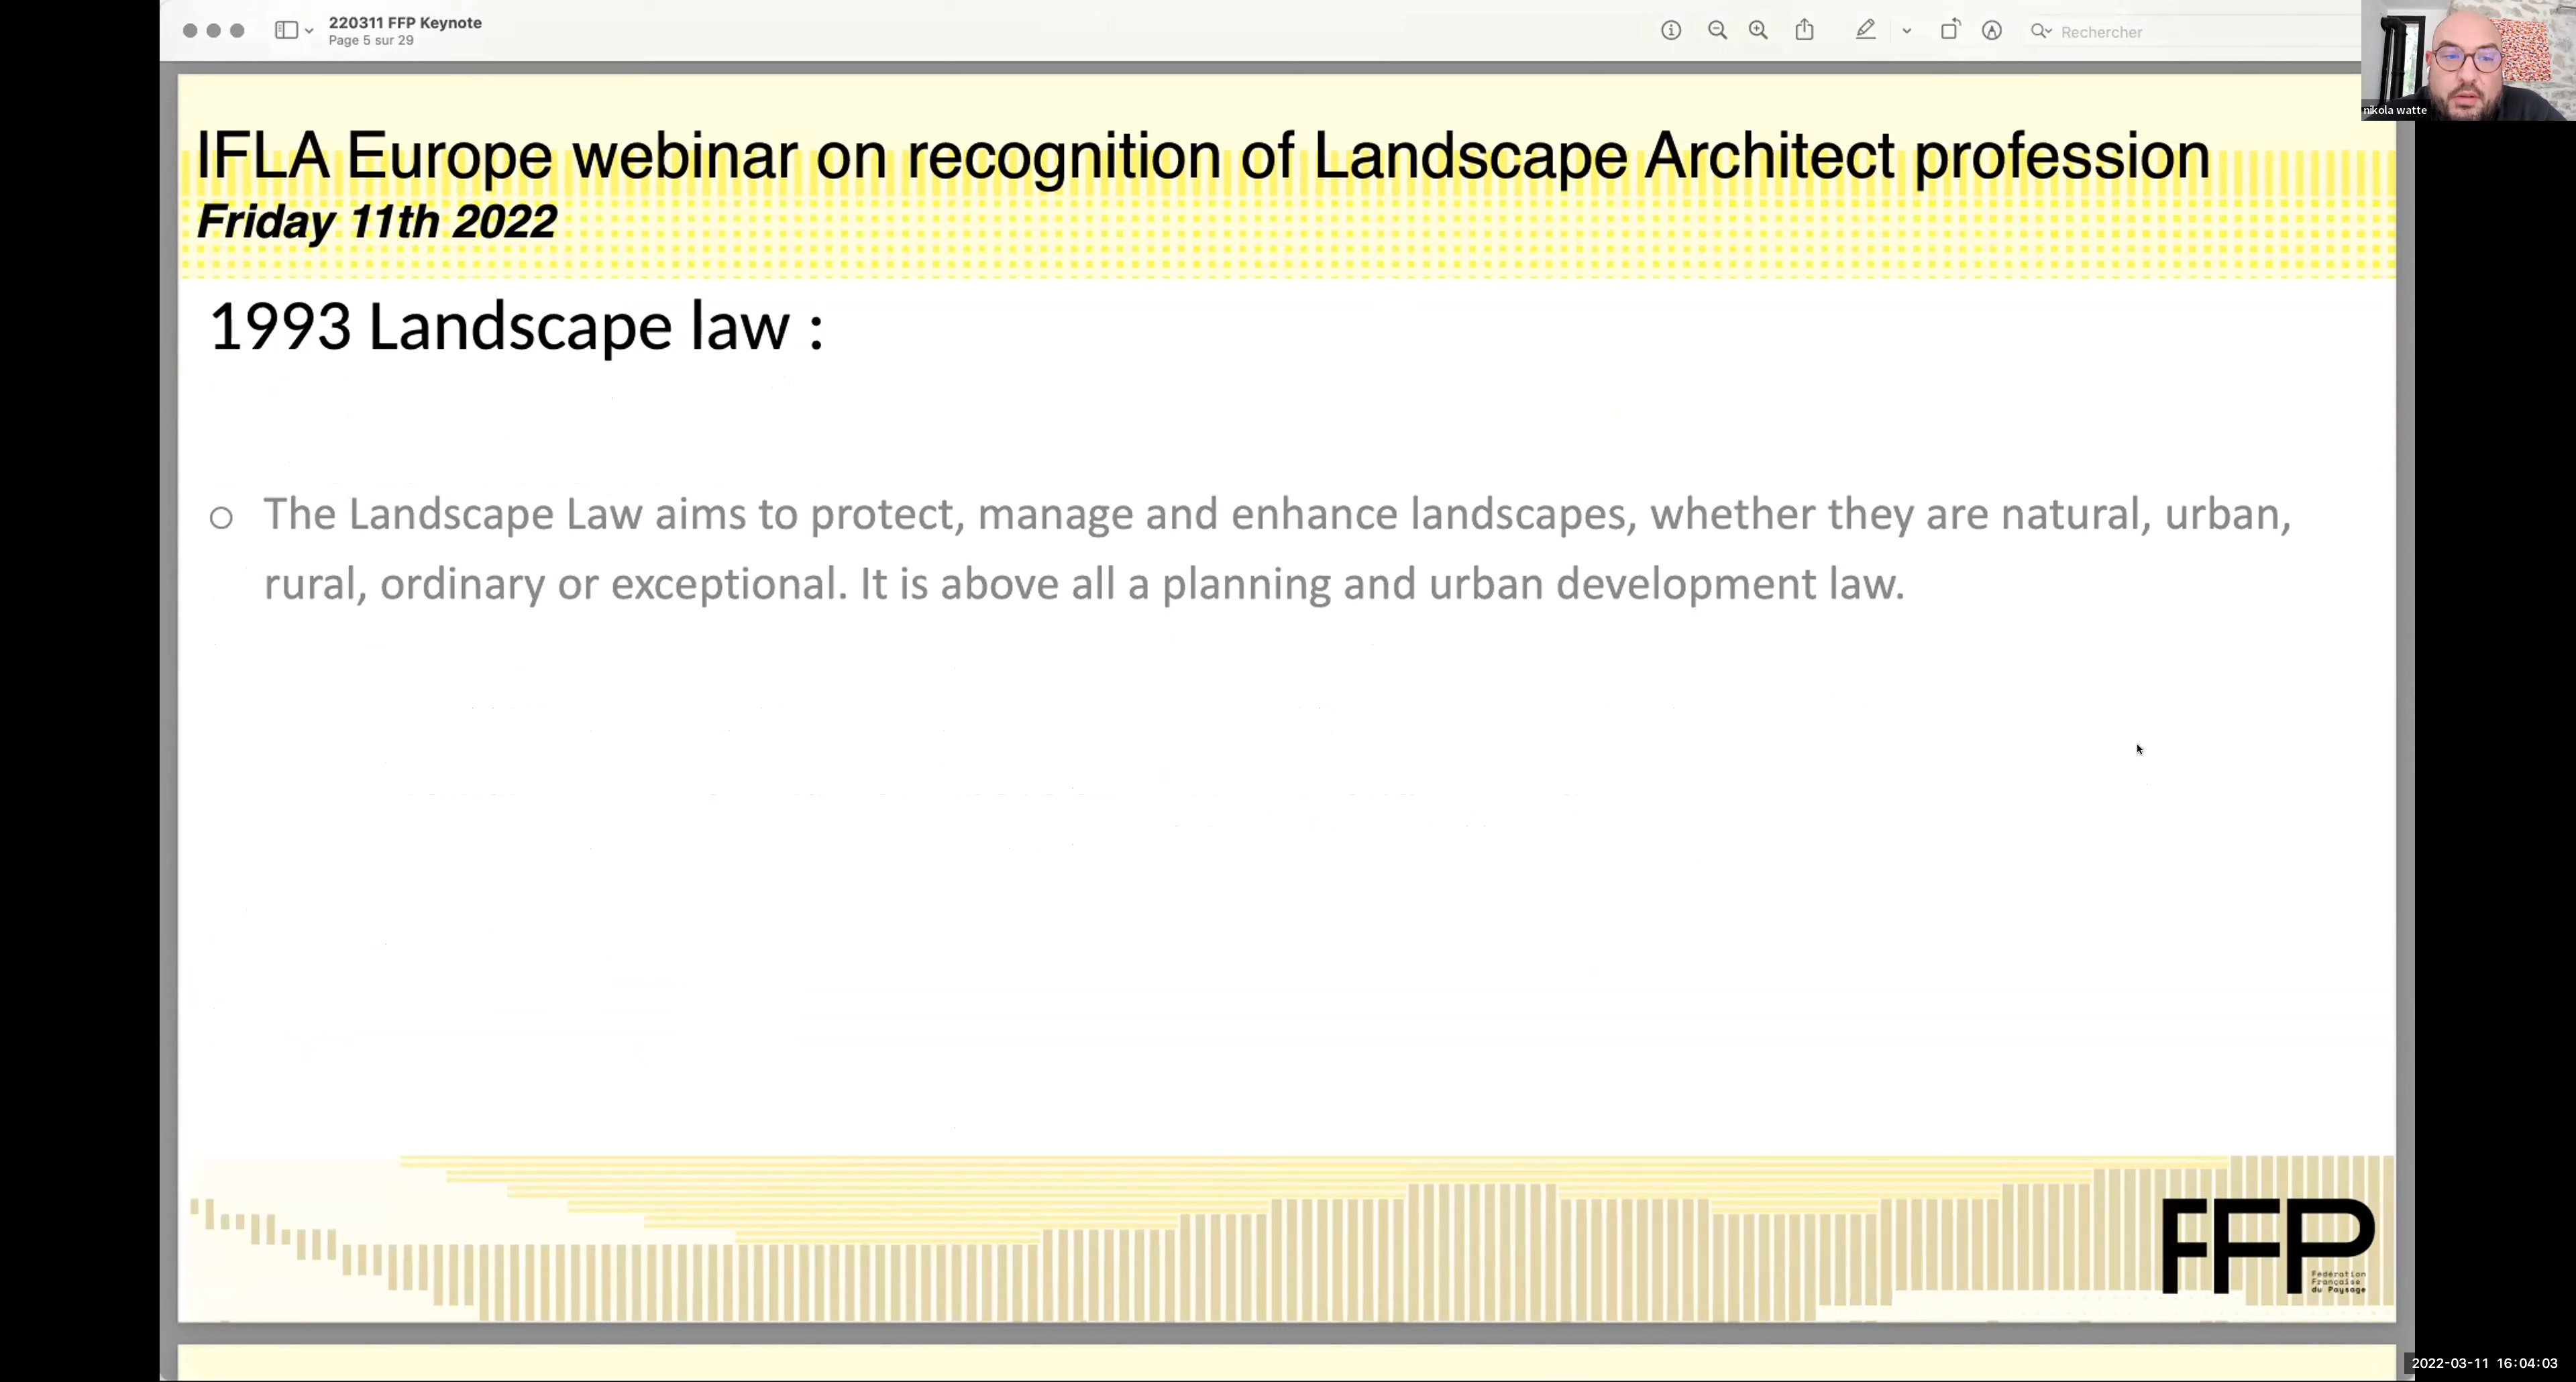 220311 FFP Keynote
Page 5 sur 29
Rechercher
nikola watte
IFLA Europe webinar on recognition of Landscape Architect profession
Friday 11th 2022
1993 Landscape law :
The Landscape Law aims to protect, manage and enhance landscapes, whether they are natural, urban,
rural, ordinary or exceptional. It is above all a planning and urban development law.
FFP
Fédération
Française
du Paysage
2022-03-11 16:04:03